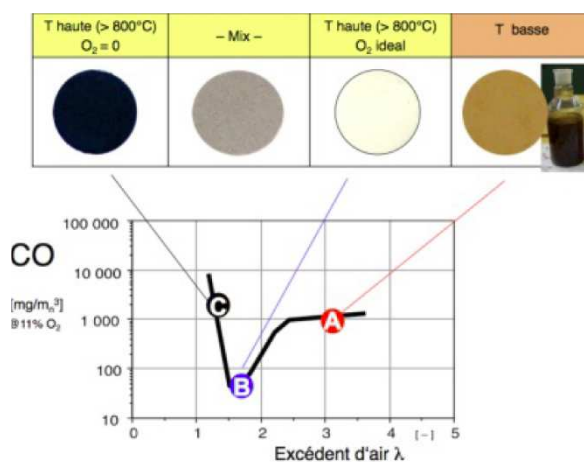 T haute (> 800°C)
O₂ = 0
– Mix –
T haute (> 800°C)
O₂ ideal
T basse
CO
[mg/mₙ³]
@11% O₂
100 000
10 000
1 000
100
10
C
B
A
0 1 2 3 4 [–] 5
Excédent d'air λ